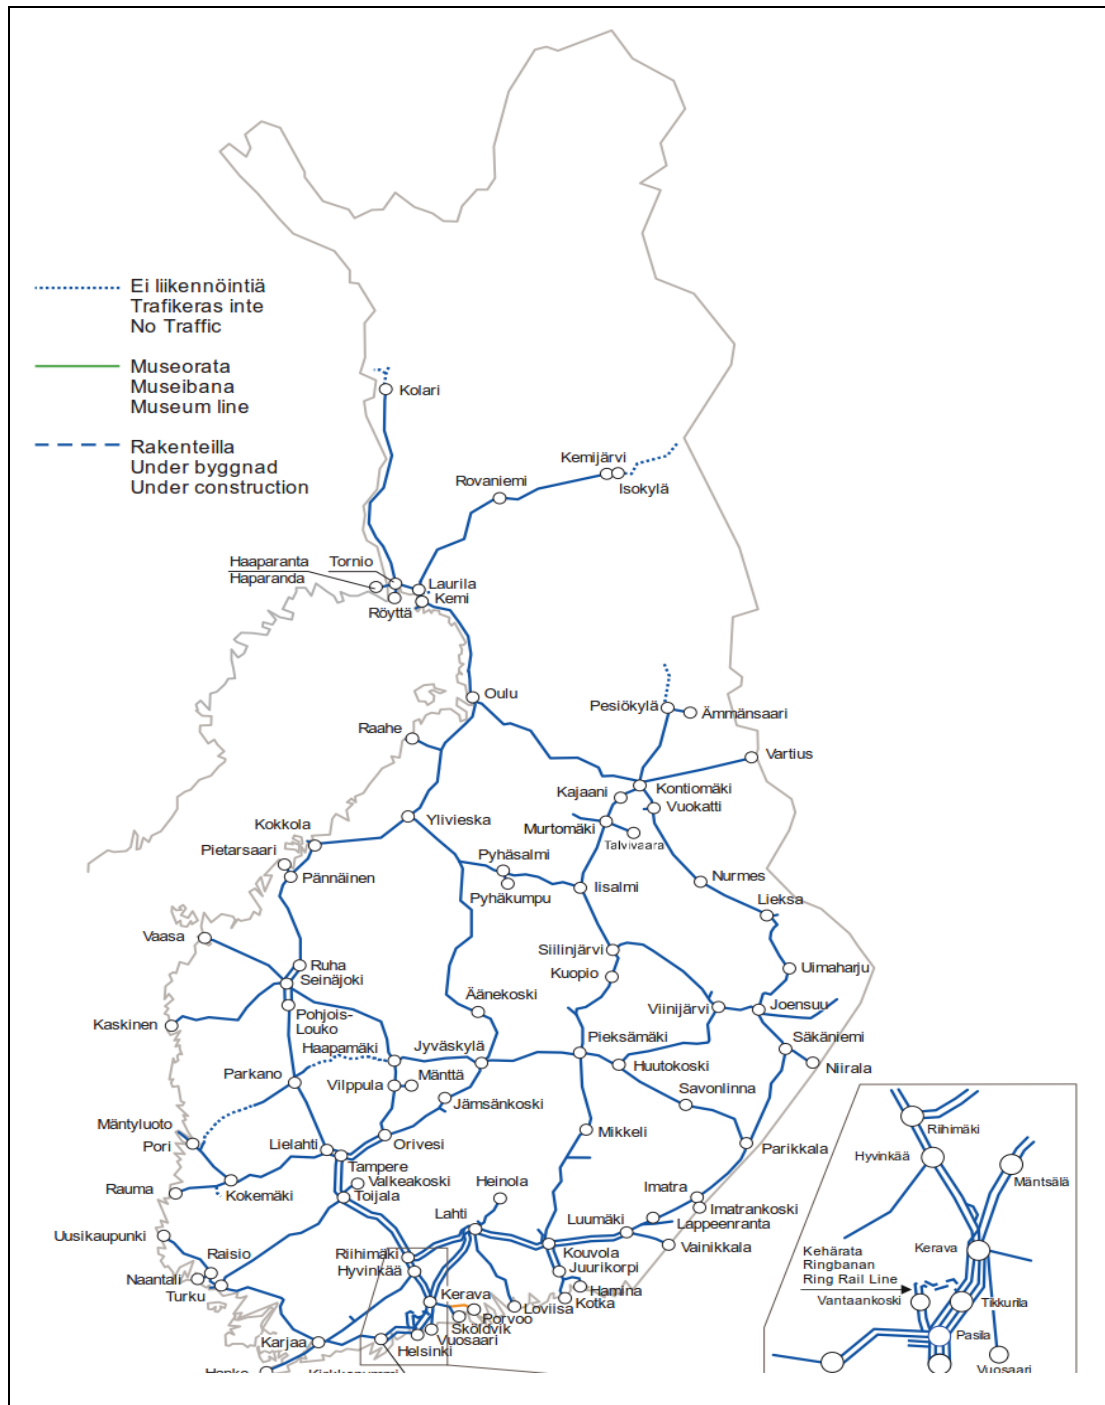 Ei liikennöintiä
Trafikeras inte
No Traffic
Museorata
Museibana
Museum line
Rakenteilla
Under byggnad
Under construction
Kolari
Kemijärvi
Isokylä
Rovaniemi
Haaparanta
Haparanda
Tornio
Laurila
Kemi
Röyttä
Oulu
Pesiökylä
Ämmänsaari
Raahe
Vartius
Kontiomäki
Kajaani
Vuokatti
Ylivieska
Murtomäki
Talvivaara
Kokkola
Pietarsaari
Pännäinen
Pyhäsalmi
Pyhäkumpu
Iisalmi
Nurmes
Lieksa
Vaasa
Ruha
Seinäjoki
Siilinjärvi
Kuopio
Uimaharju
Äänekoski
Pohjois-
Louko
Viinijärvi
Joensuu
Kaskinen
Haapamäki
Jyväskylä
Pieksämäki
Säkäniemi
Niirala
Huutokoski
Parkano
Vilppula
Mänttä
Jämsänkoski
Savonlinna
Mäntyluoto
Pori
Lielahti
Orivesi
Mikkeli
Parikkala
Tampere
Valkeakoski
Toijala
Rauma
Kokemäki
Heinola
Imatra
Imatrankoski
Lahti
Luumäki
Lappeenranta
Vainikkala
Uusikaupunki
Raisio
Naantali
Turku
Riihimäki
Hyvinkää
Kouvola
Juurikorpi
Hamina
Kotka
Kerava
Porvoo
Loviisa
Sköldvik
Vuosaari
Helsinki
Karjaa
Hanko
Kirkkonummi
Riihimäki
Hyvinkää
Mäntsälä
Kerava
Kehärata
Ringbanan
Ring Rail Line
Vantaankoski
Tikkurila
Pasila
Vuosaari